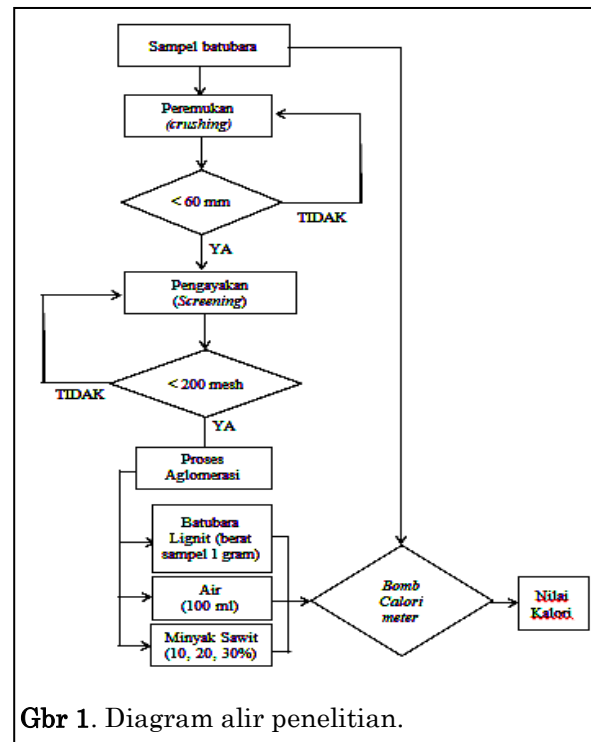 Sampel batubara
Peremukan
(crushing)
< 60 mm
TIDAK
YA
Pengayakan
(Screening)
< 200 mesh
TIDAK
YA
Proses
Aglomerasi
Batubara
Lignit (berat
sampel 1 gram)
Air
(100 ml)
Minyak Sawit
(10, 20, 30%)
Bomb
Calori
meter
Nilai
Kalori
Gbr 1. Diagram alir penelitian.